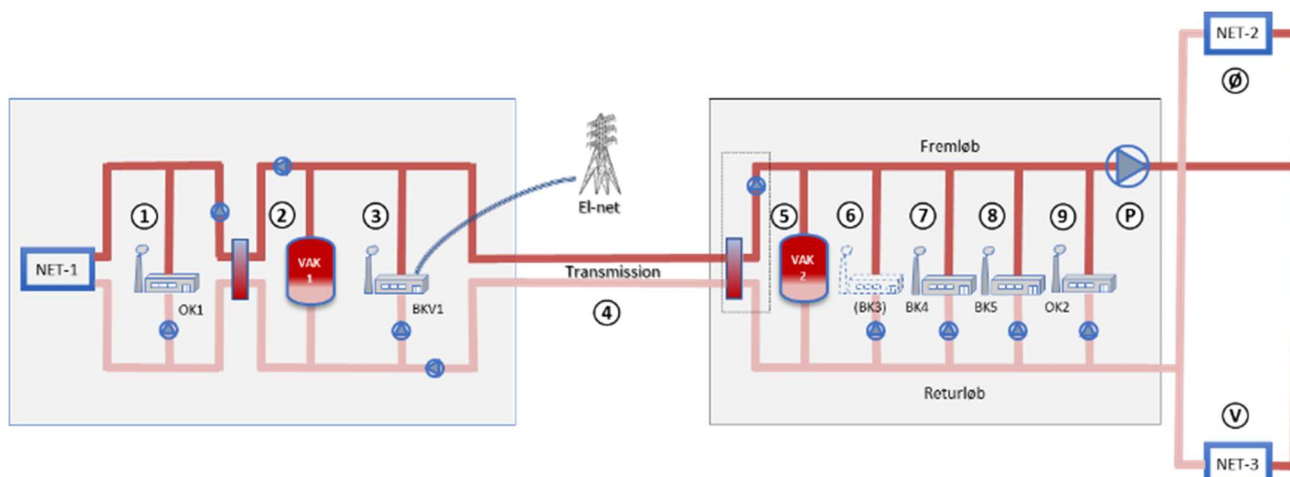 NET-2
Ø
Fremløb
El-net
1
2
3
5
6
7
8
9
P
NET-1
VAK
1
Transmission
VAK
2
OK1
BKV1
4
(BK3)
BK4
BK5
OK2
Returløb
V
NET-3